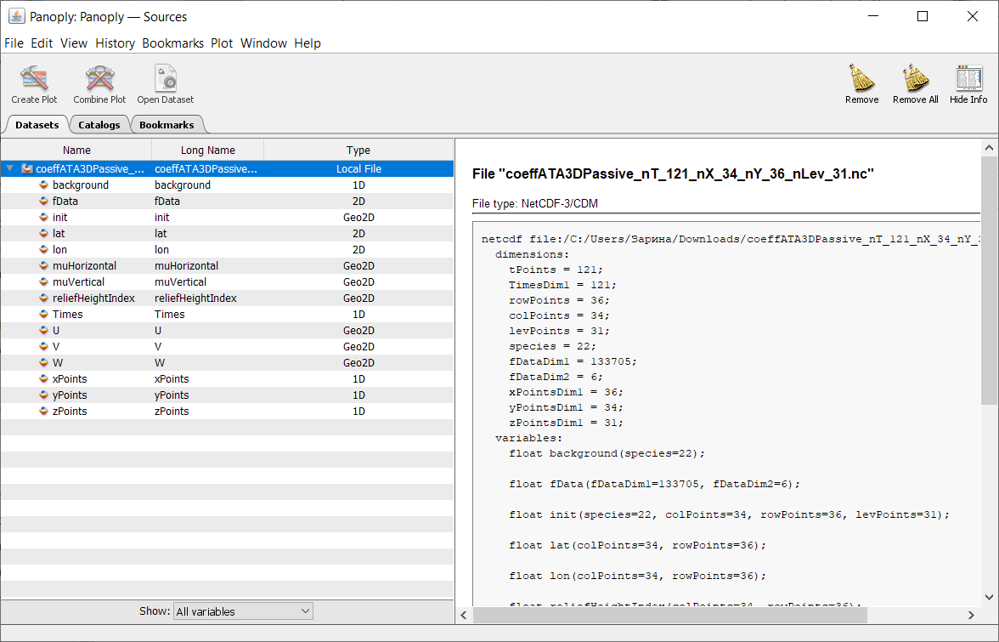 Panoply: Panoply — Sources
File Edit View History Bookmarks Plot Window Help
Create Plot Combine Plot Open Dataset Remove Remove All Hide Info
Datasets Catalogs Bookmarks
Name Long Name Type
coeffATA3DPassive_... coeffATA3DPassive... Local File
background background 1D
fData fData 2D
init init Geo2D
lat lat 2D
lon lon 2D
muHorizontal muHorizontal Geo2D
muVertical muVertical Geo2D
reliefHeightIndex reliefHeightIndex Geo2D
Times Times 1D
U U Geo2D
V V Geo2D
W W Geo2D
xPoints xPoints 1D
yPoints yPoints 1D
zPoints zPoints 1D
Show: All variables
File "coeffATA3DPassive_nT_121_nX_34_nY_36_nLev_31.nc"
File type: NetCDF-3/CDM
netcdf file:/C:/Users/Зарина/Downloads/coeffATA3DPassive_nT_121_nX_34_nY_
dimensions:
tPoints = 121;
TimesDim1 = 121;
rowPoints = 36;
colPoints = 34;
levPoints = 31;
species = 22;
fDataDim1 = 133705;
fDataDim2 = 6;
xPointsDim1 = 36;
yPointsDim1 = 34;
zPointsDim1 = 31;
variables:
float background(species=22);
float fData(fDataDim1=133705, fDataDim2=6);
float init(species=22, colPoints=34, rowPoints=36, levPoints=31);
float lat(colPoints=34, rowPoints=36);
float lon(colPoints=34, rowPoints=36);
float reliefHeightIndex(colPoints=34, rowPoints=36);